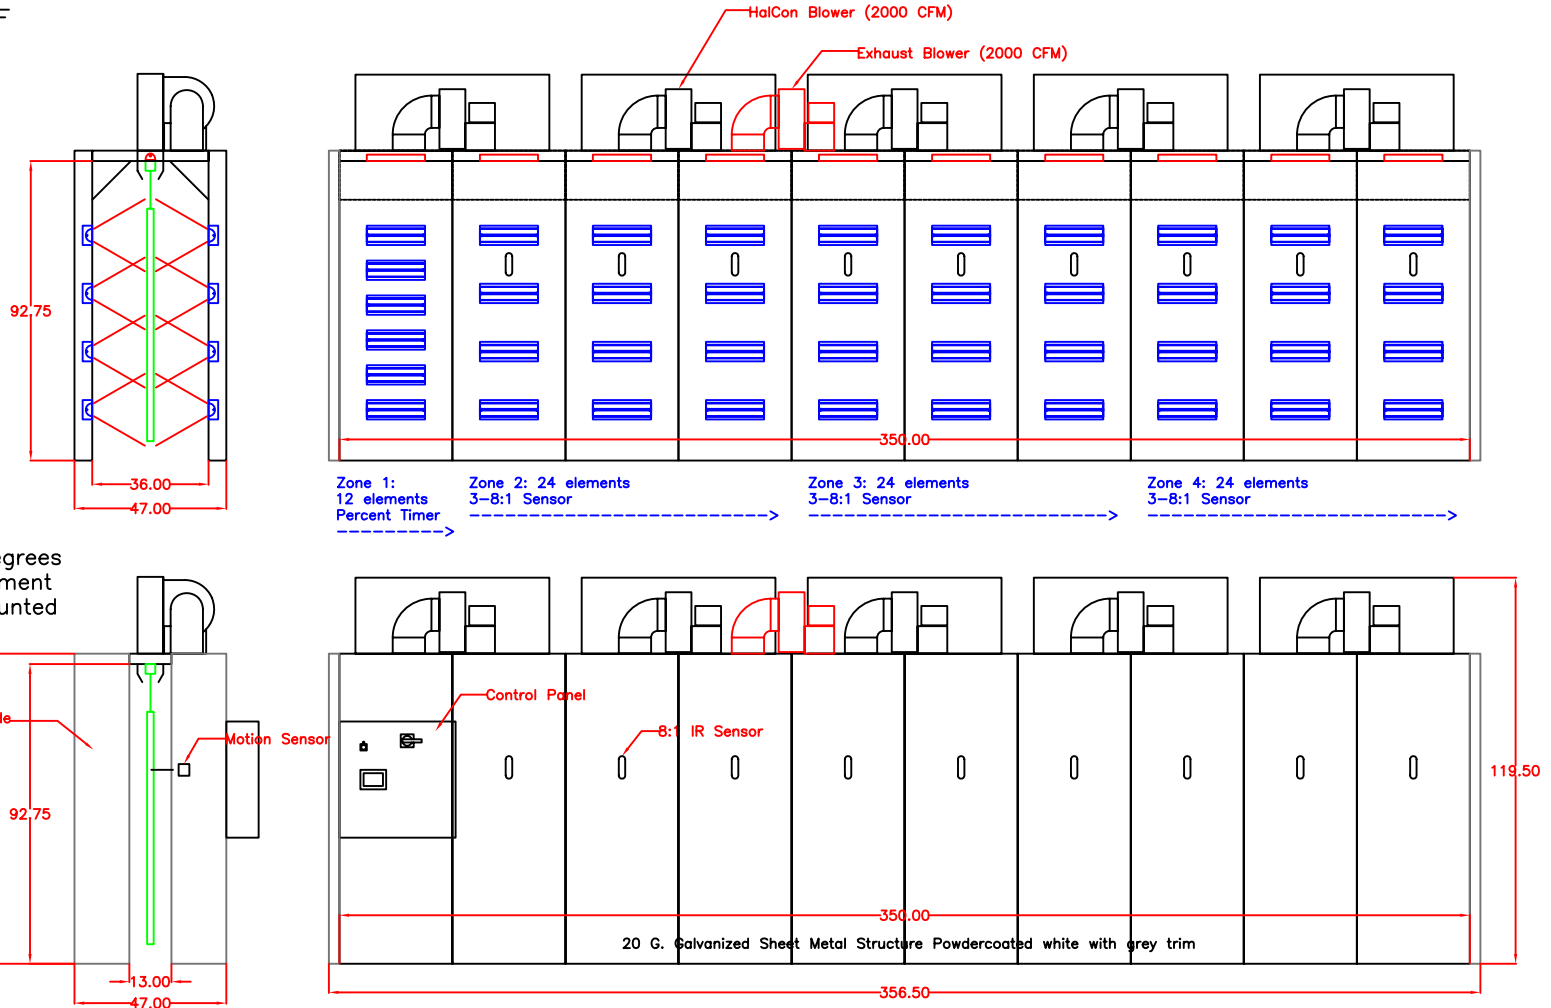 HalCon Blower (2000 CFM)
Exhaust Blower (2000 CFM)
92.75
350.00
36.00
47.00
Zone 1:
12 elements
Percent Timer
Zone 2: 24 elements
3-8:1 Sensor
Zone 3: 24 elements
3-8:1 Sensor
Zone 4: 24 elements
3-8:1 Sensor
egrees
ment
unted
Control Panel
le
Motion Sensor
8:1 IR Sensor
119.50
92.75
350.00
20 G. Galvanized Sheet Metal Structure Powdercoated white with grey trim
13.00
47.00
356.50